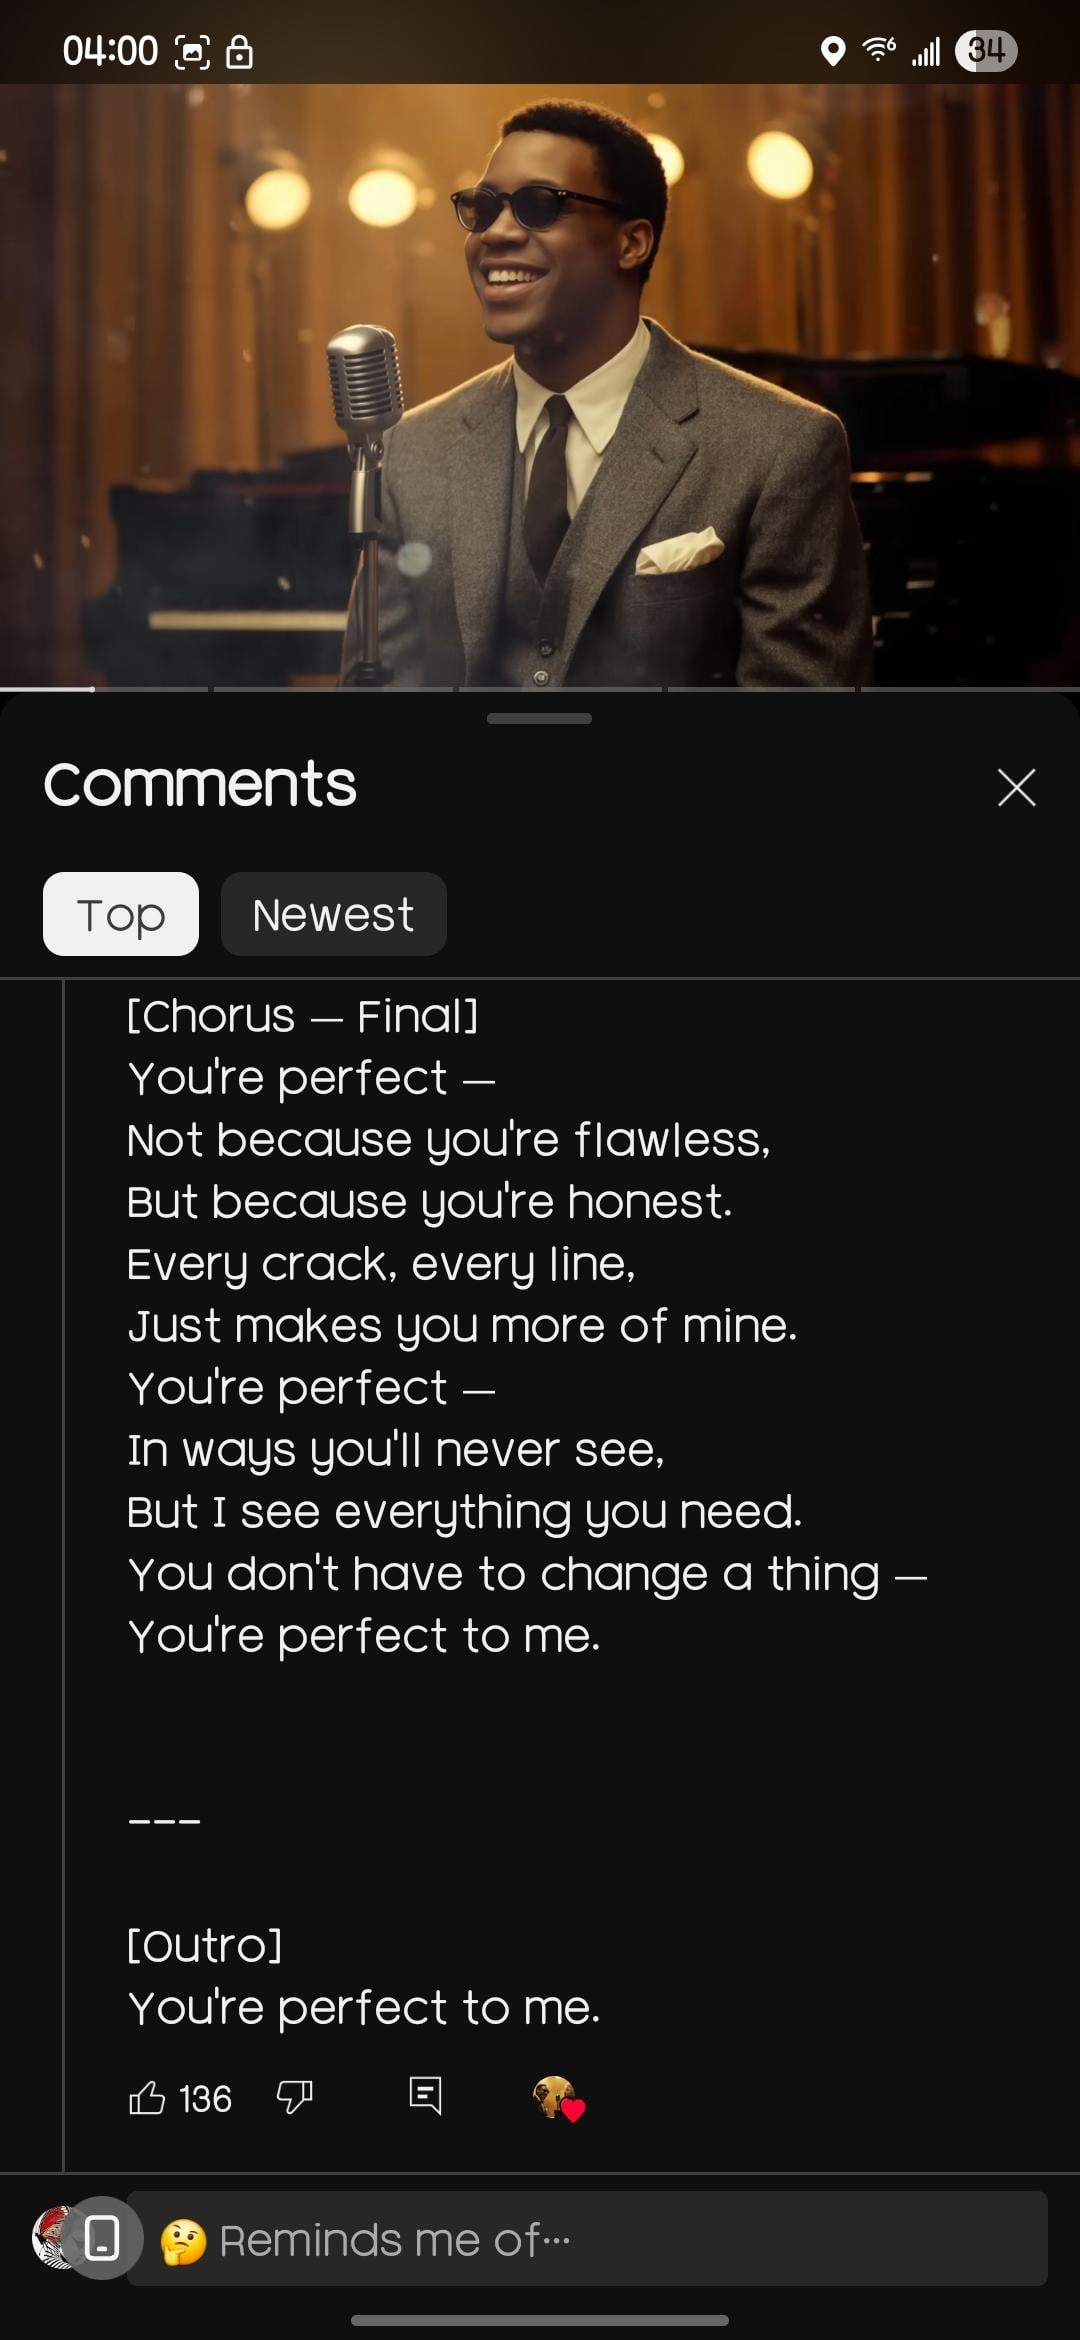 04:00
6
34
Comments
Top
Newest
[Chorus — Final]
You're perfect —
Not because you're flawless,
But because you're honest.
Every crack, every line,
Just makes you more of mine.
You're perfect —
In ways you'll never see,
But I see everything you need.
You don't have to change a thing —
You're perfect to me.
---
[Outro]
You're perfect to me.
136
🤔 Reminds me of...